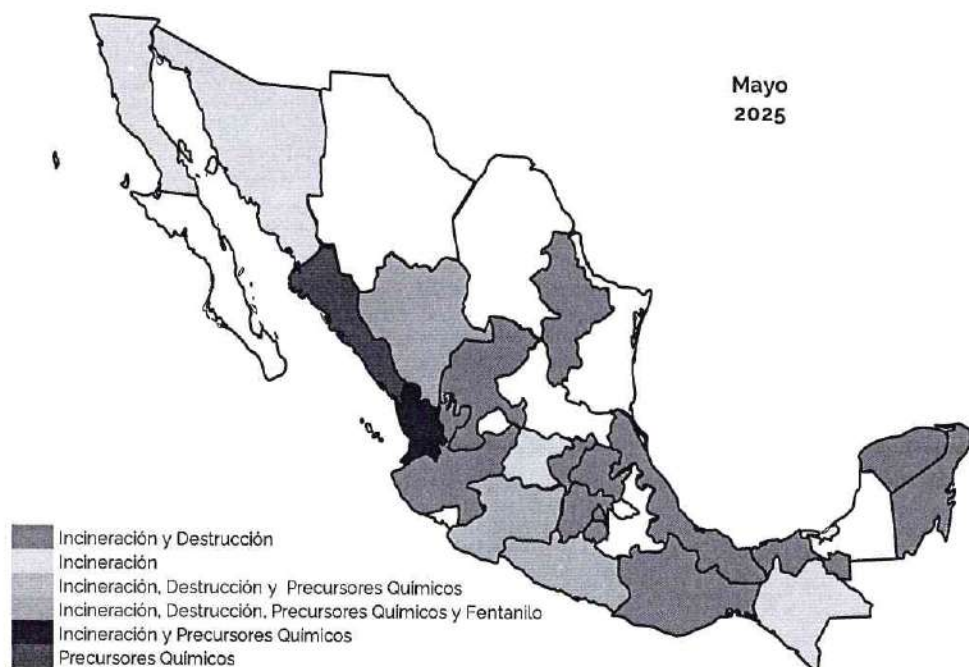 Mayo
2025
Incineración y Destrucción
Incineración
Incineración, Destrucción y Precursores Químicos
Incineración, Destrucción, Precursores Químicos y Fentanilo
Incineración y Precursores Químicos
Precursores Químicos